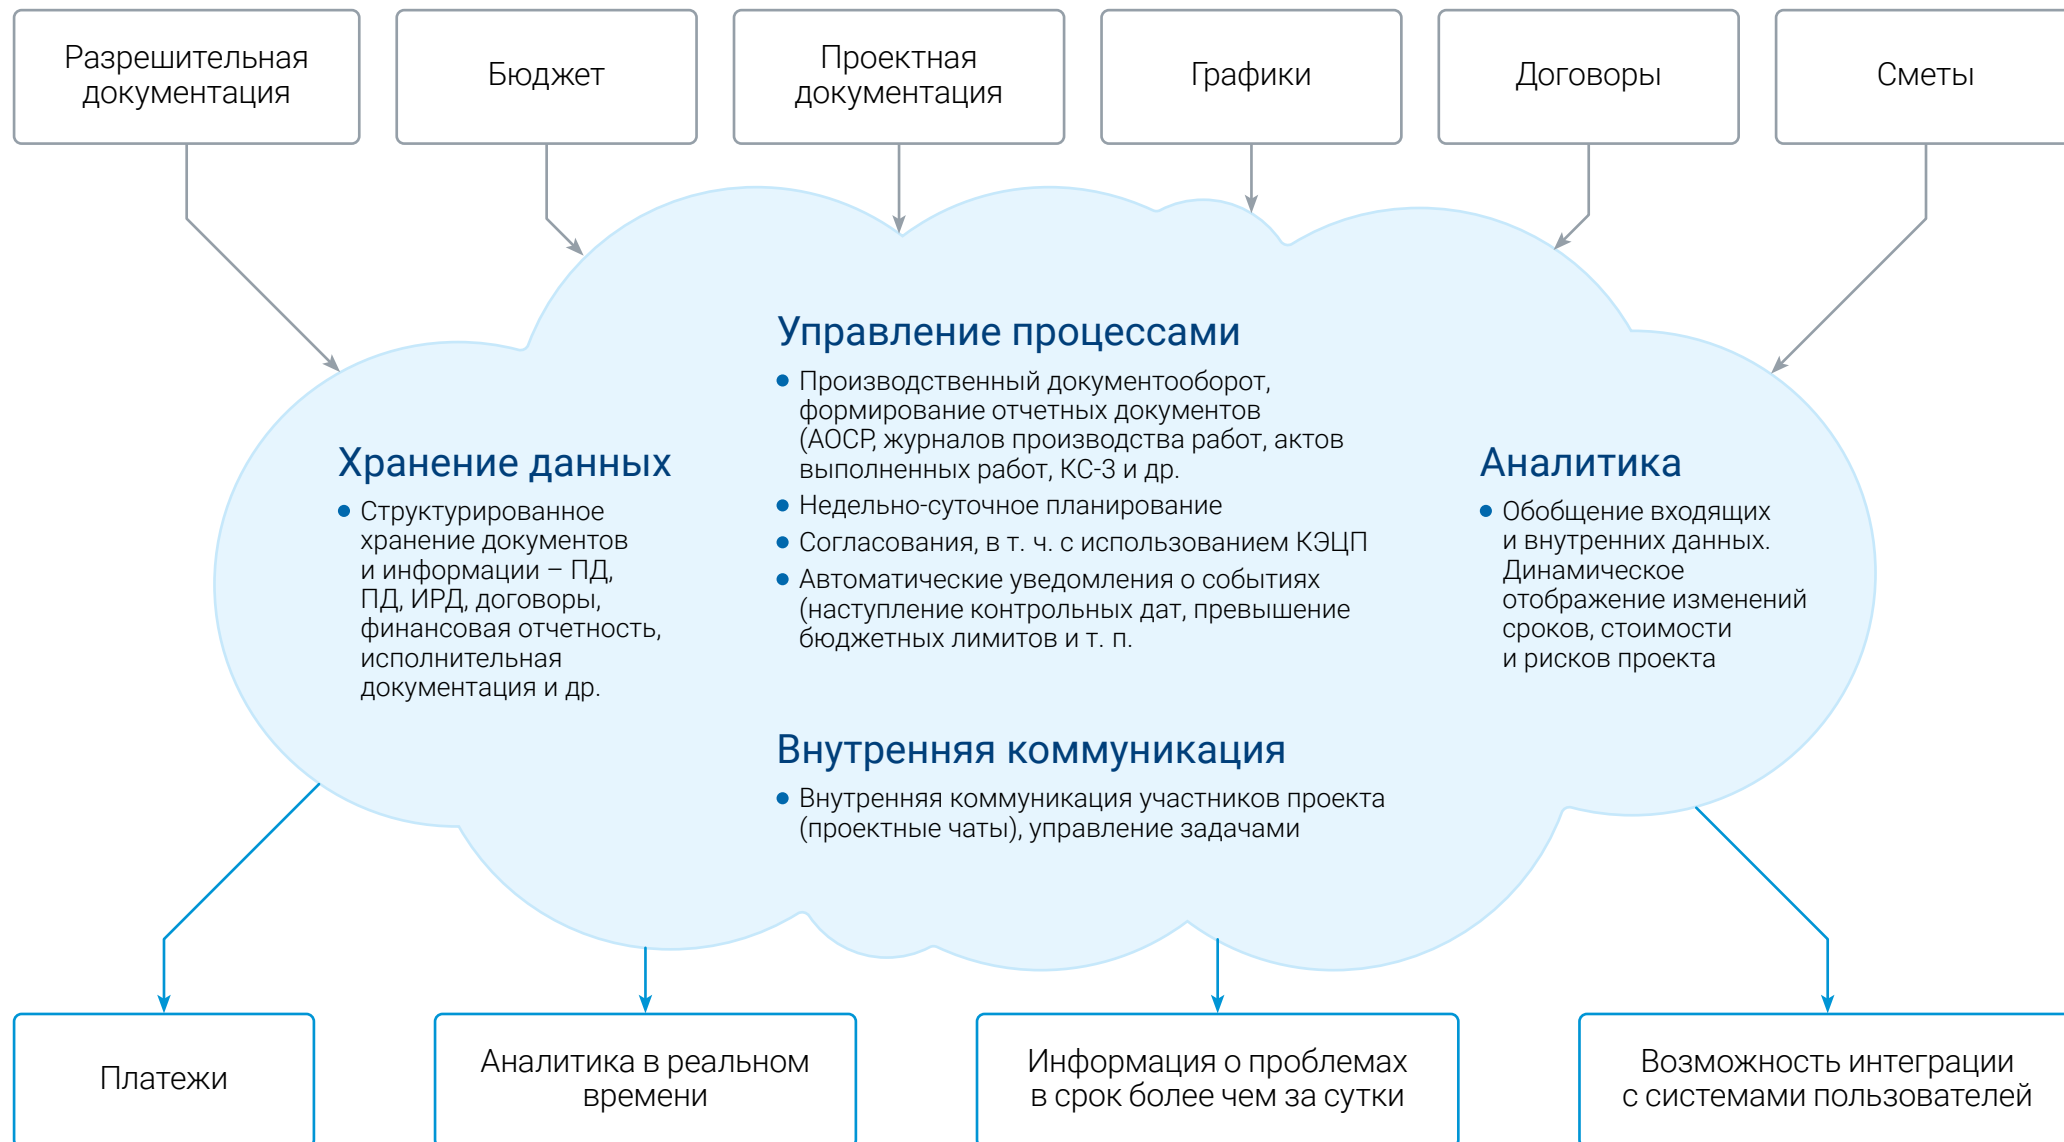 Разрешительная
документация
Бюджет
Проектная
документация
Графики
Договоры
Сметы
Управление процессами
Производственный документооборот,
формирование отчетных документов
(АОСР, журналов производства работ, актов
выполненных работ, КС-3 и др.
Недельно-суточное планирование
Согласования, в т. ч. с использованием КЭЦП
Автоматические уведомления о событиях
(наступление контрольных дат, превышение
бюджетных лимитов и т. п.
Хранение данных
Структурированное
хранение документов
и информации – ПД,
ПД, ИРД, договоры,
финансовая отчетность,
исполнительная
документация и др.
Аналитика
Обобщение входящих
и внутренних данных.
Динамическое
отображение изменений
сроков, стоимости
и рисков проекта
Внутренняя коммуникация
Внутренняя коммуникация участников проекта
(проектные чаты), управление задачами
Платежи
Аналитика в реальном
времени
Информация о проблемах
в срок более чем за сутки
Возможность интеграции
с системами пользователей